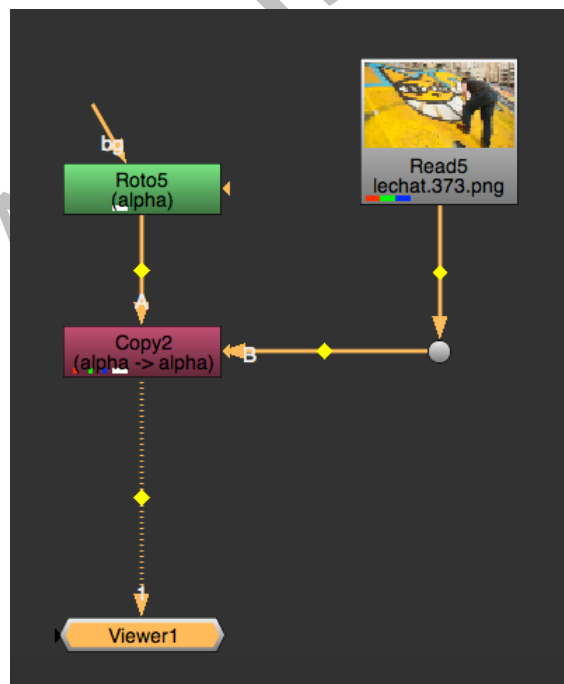 bg
Roto5
(alpha)
Read5
lechat.373.png
A
Copy2
(alpha -> alpha)
B
1
Viewer1